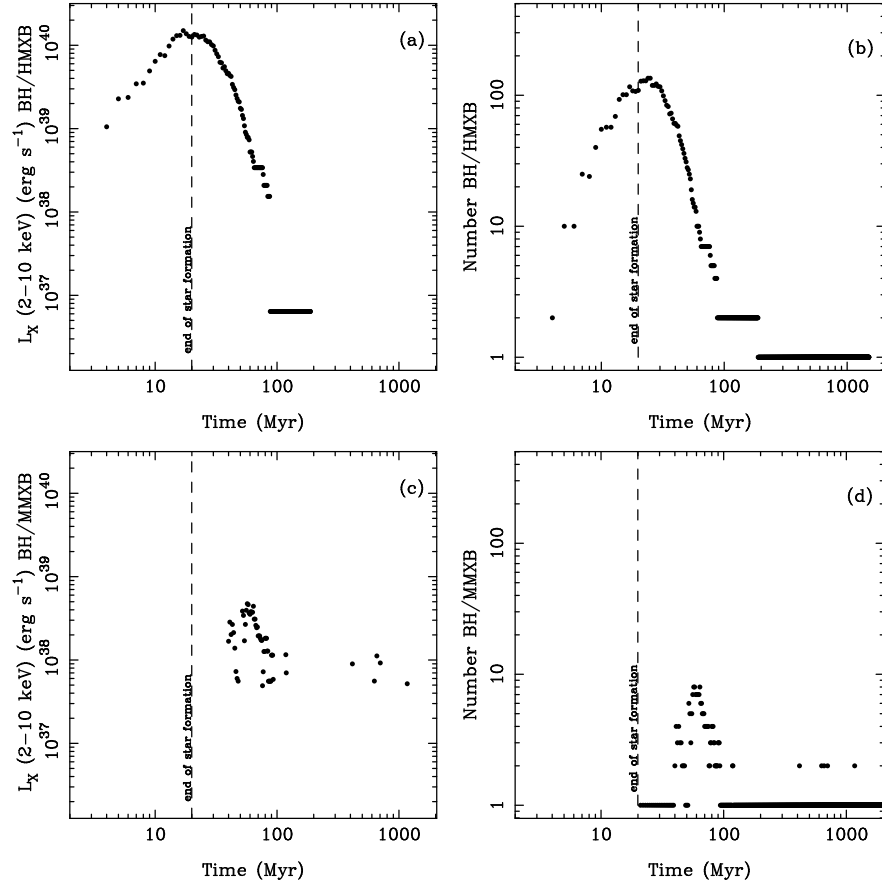 (a)
L_X (2−10 keV) (erg s^−1) BH/HMXB
10^40
10^39
10^38
10^37
end of star formation
10
100
1000
Time (Myr)
(b)
Number BH/HMXB
100
10
1
end of star formation
10
100
1000
Time (Myr)
(c)
L_X (2−10 keV) (erg s^−1) BH/MMXB
10^40
10^39
10^38
10^37
end of star formation
10
100
1000
Time (Myr)
(d)
Number BH/MMXB
100
10
1
end of star formation
10
100
1000
Time (Myr)